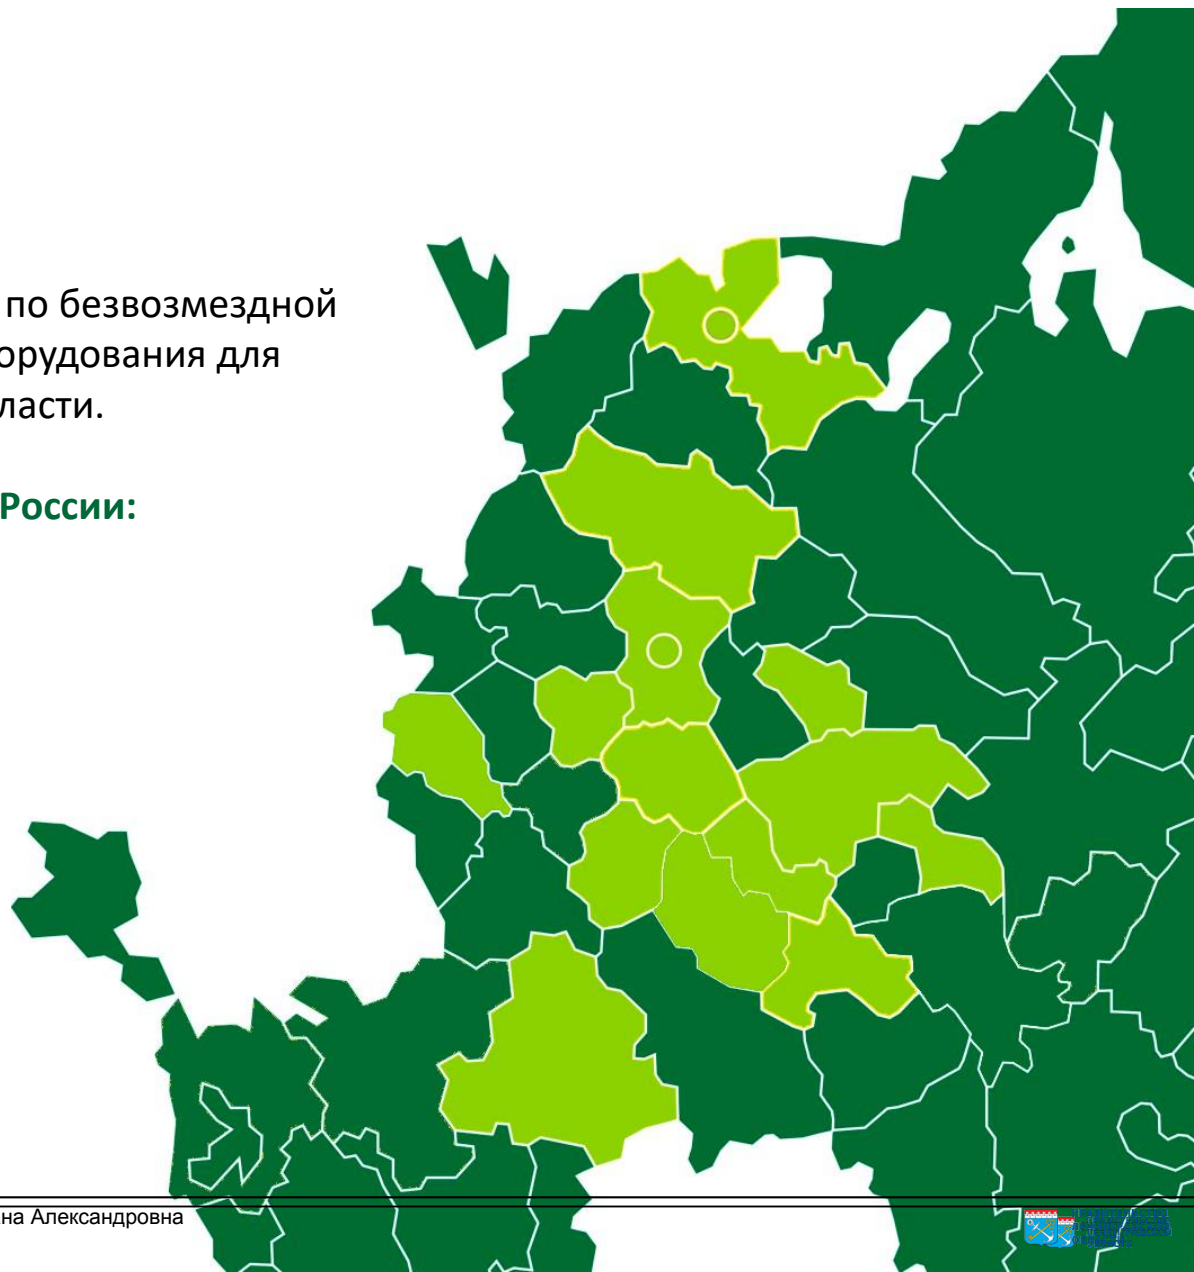 по безвозмездной
орудования для
ласти.
России:
на Александровна